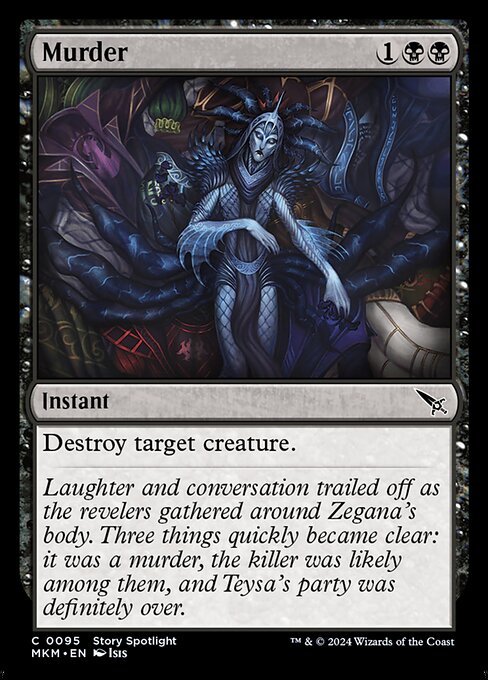 Murder 1
Instant
Destroy target creature.
Laughter and conversation trailed off as
the revelers gathered around Zegana's
body. Three things quickly became clear:
it was a murder, the killer was likely
among them, and Teysa's party was
definitely over.
C 0095 Story Spotlight
MKM • EN Isis
™ & © 2024 Wizards of the Coast